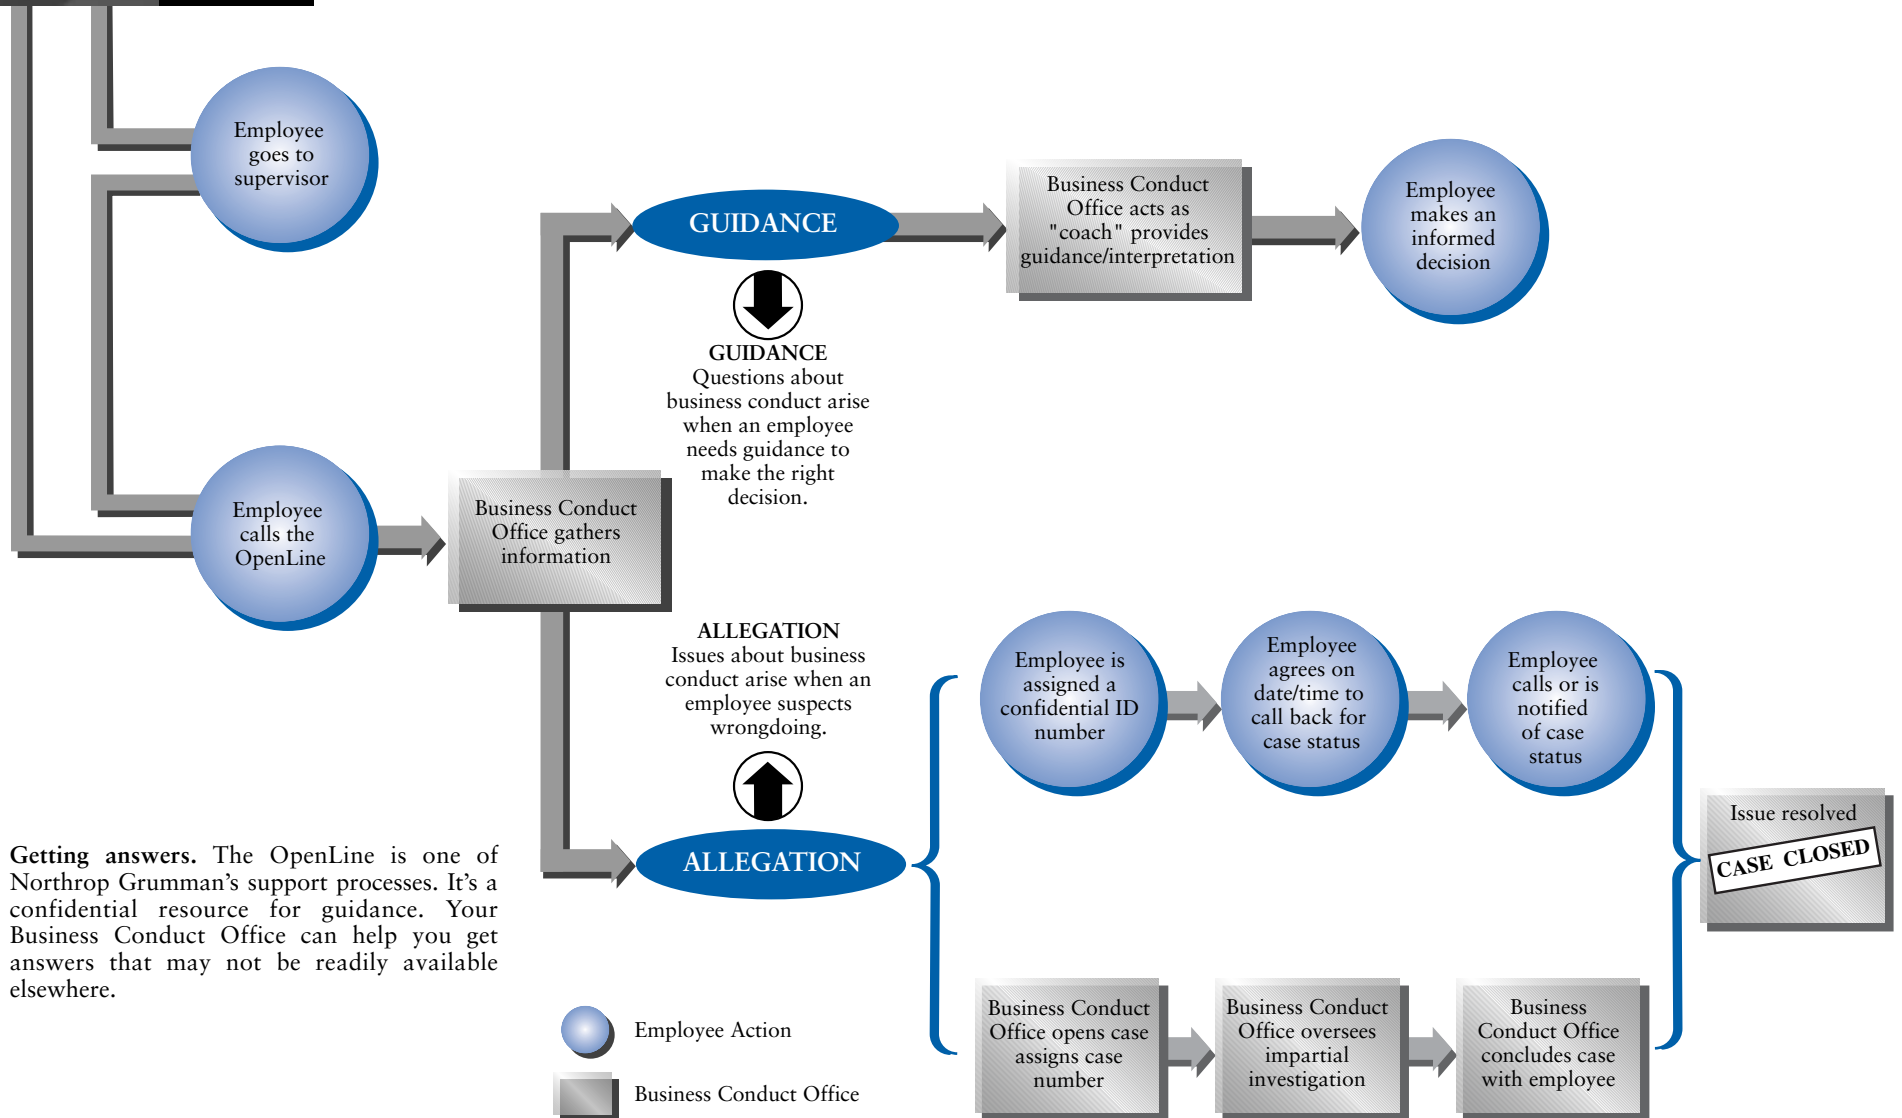 Employee
goes to
supervisor
GUIDANCE
Business Conduct
Office acts as
"coach" provides
guidance/interpretation
Employee
makes an
informed
decision
GUIDANCE
Questions about
business conduct arise
when an employee
needs guidance to
make the right
decision.
Employee
calls the
OpenLine
Business Conduct
Office gathers
information
ALLEGATION
Issues about business
conduct arise when an
employee suspects
wrongdoing.
ALLEGATION
Employee is
assigned a
confidential ID
number
Employee
agrees on
date/time to
call back for
case status
Employee
calls or is
notified
of case
status
Issue resolved
CASE CLOSED
Business Conduct
Office opens case
assigns case
number
Business Conduct
Office oversees
impartial
investigation
Business
Conduct Office
concludes case
with employee
Getting answers. The OpenLine is one of
Northrop Grumman's support processes. It's a
confidential resource for guidance. Your
Business Conduct Office can help you get
answers that may not be readily available
elsewhere.
Employee Action
Business Conduct Office